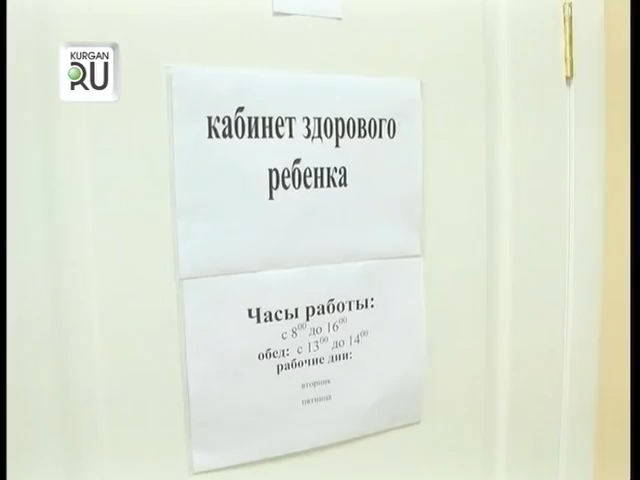 KURGAN
RU
кабинет здорового
ребенка
Часы работы:
с 8⁰⁰ до 16⁰⁰
обед: с 13⁰⁰ до 14⁰⁰
рабочие дни:
вторник
пятница